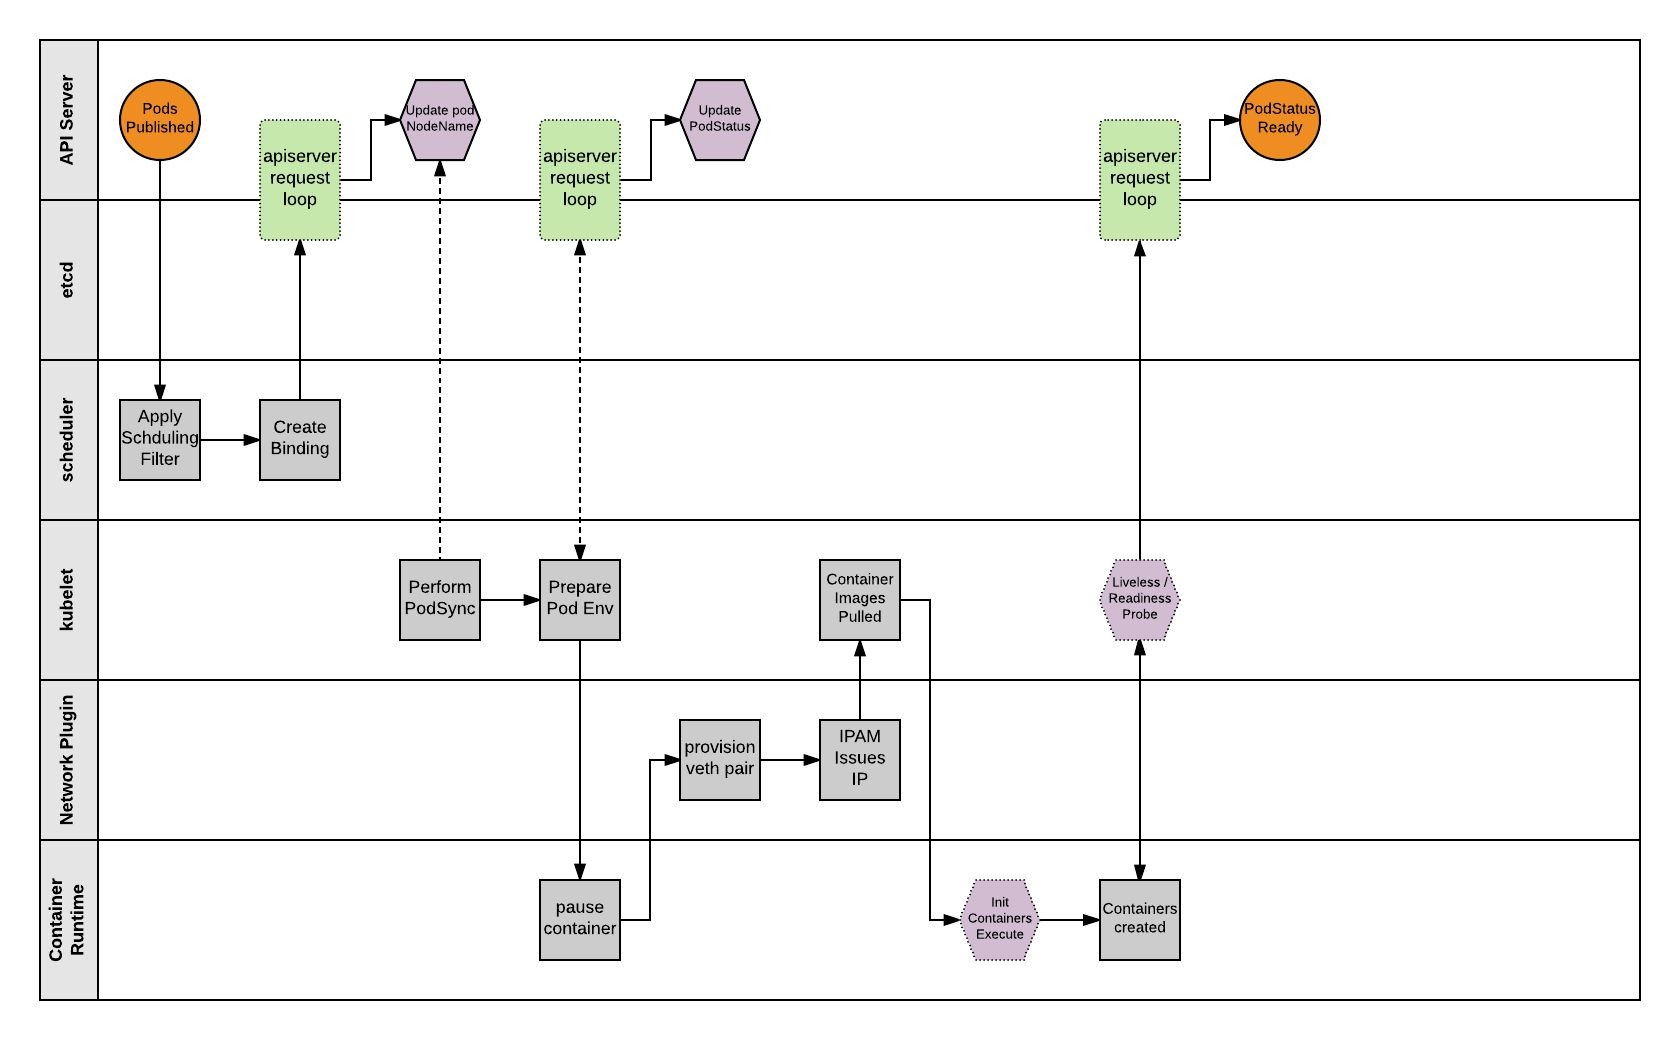 API Server
Pods
Published
apiserver
request
loop
Update pod
NodeName
apiserver
request
loop
Update
PodStatus
apiserver
request
loop
PodStatus
Ready
etcd
scheduler
Apply
Schduling
Filter
Create
Binding
kubelet
Perform
PodSync
Prepare
Pod Env
Container
Images
Pulled
Liveless /
Readiness
Probe
Network Plugin
provision
veth pair
IPAM
Issues
IP
Container
Runtime
pause
container
Init
Containers
Execute
Containers
created